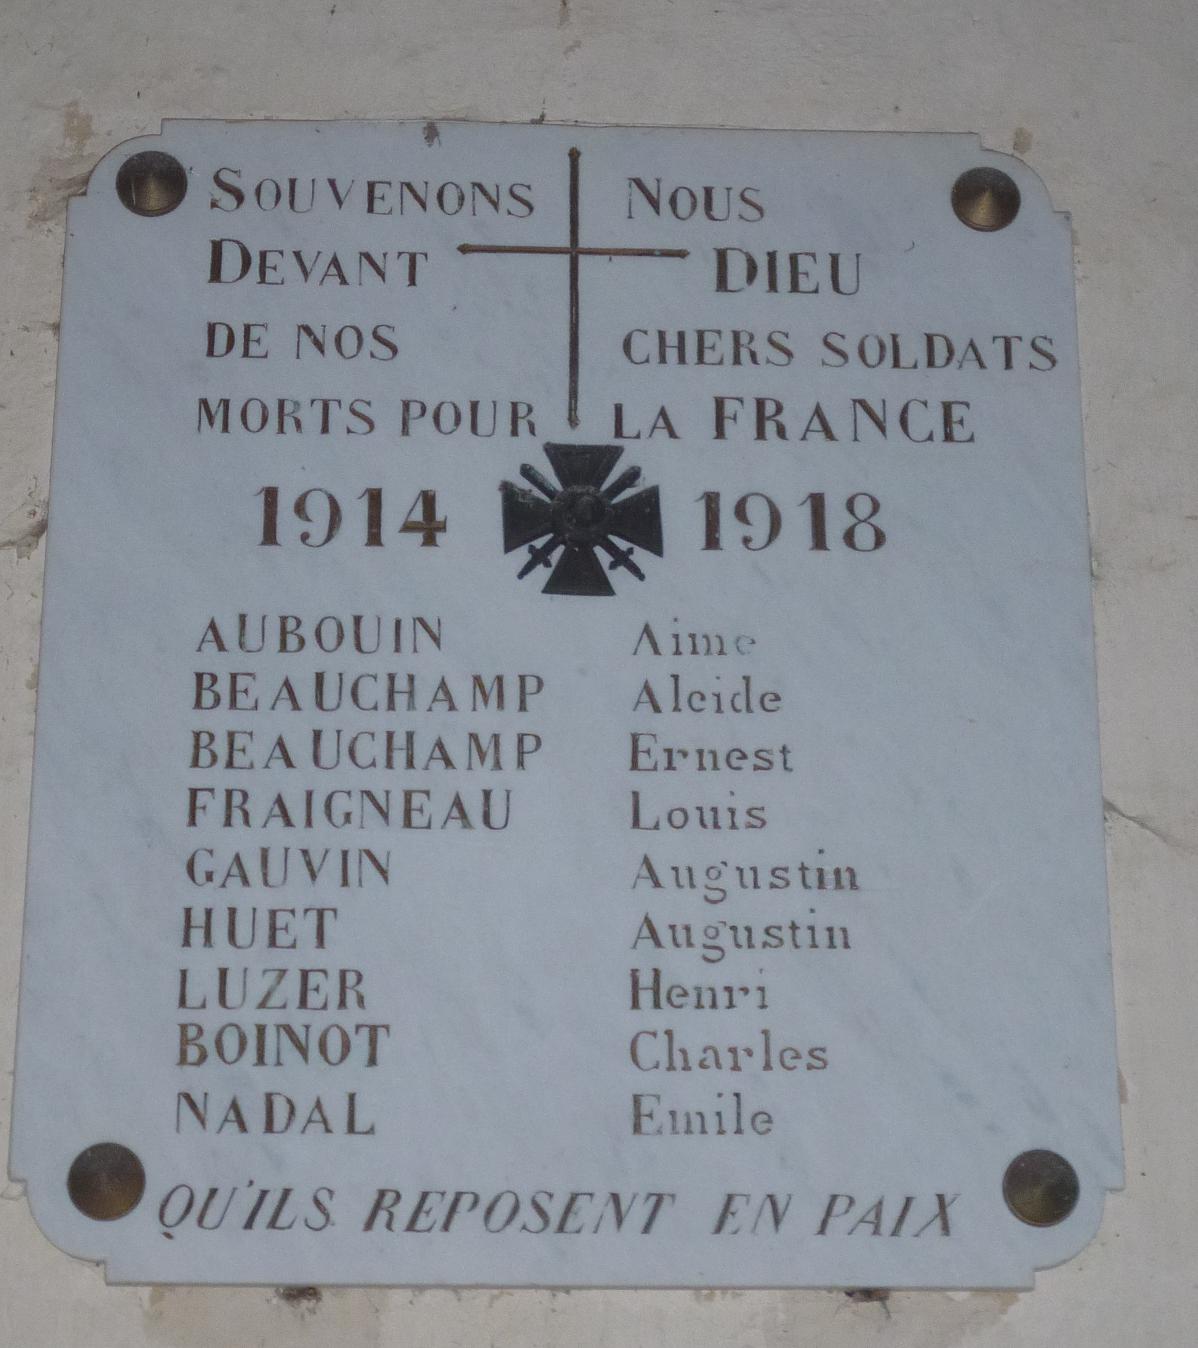 SOUVENONS NOUS
DEVANT DIEU
DE NOS CHERS SOLDATS
MORTS POUR LA FRANCE
1914 1918
AUBOUIN Aime
BEAUCHAMP Alcide
BEAUCHAMP Ernest
FRAIGNEAU Louis
GAUVIN Augustin
HUET Augustin
LUZER Henri
BOINOT Charles
NADAL Emile
QU'ILS REPOSENT EN PAIX